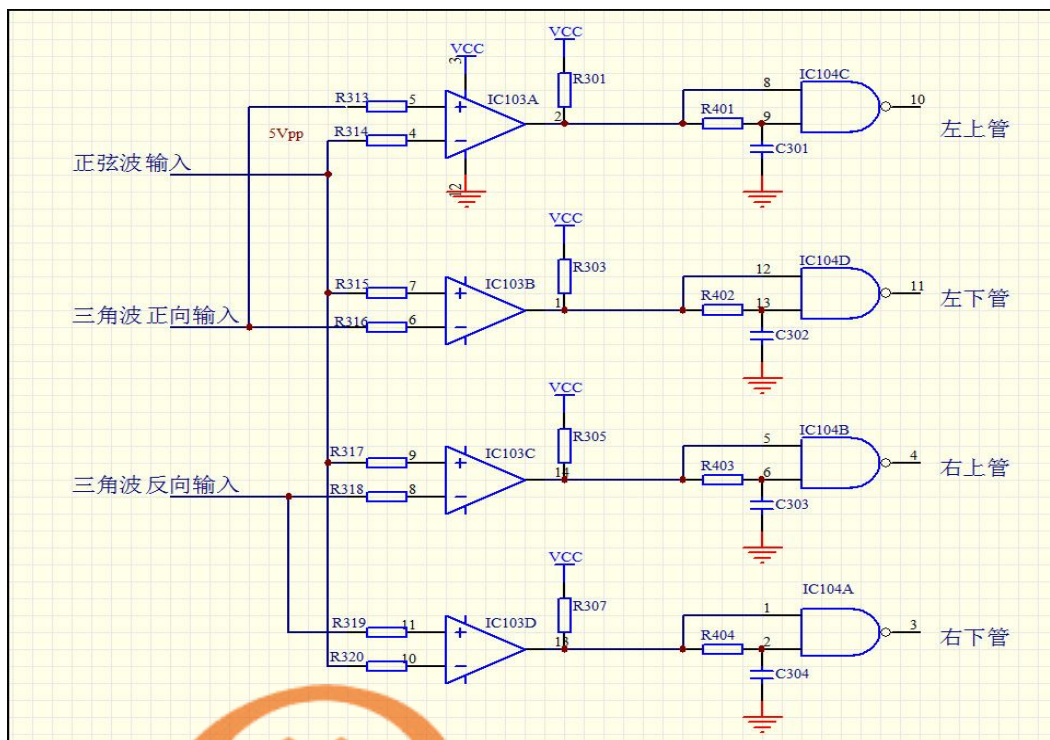 VCC
VCC
3
R301
IC104C
R313
5
IC103A
8
R401
10
2
9
5Vpp
R314
4
左上管
正弦波 输入
C301
12
VCC
IC104D
R303
12
R315
7
IC103B
R402
11
1
13
三角波 正向输入
R316
6
左下管
C302
VCC
IC104B
R305
5
R317
9
IC103C
R403
4
14
6
三角波 反向输入
R318
8
右上管
C303
VCC
IC104A
R307
1
R319
11
IC103D
R404
3
13
2
R320
10
右下管
C304